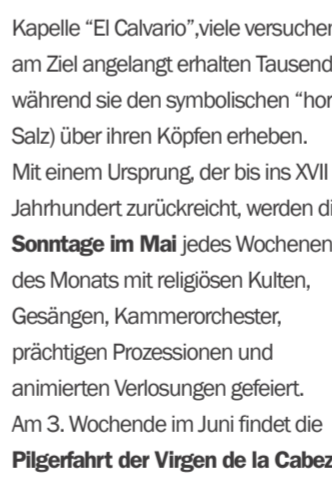 Kapelle “El Calvario”,viele versuchen
am Ziel angelangt erhalten Tausend
während sie den symbolischen “hor
Salz) über ihren Köpfen erheben.
Mit einem Ursprung, der bis ins XVII
Jahrhundert zurückreicht, werden di
Sonntage im Mai jedes Wochenen
des Monats mit religiösen Kulten,
Gesängen, Kammerorchester,
prächtigen Prozessionen und
animierten Verlosungen gefeiert.
Am 3. Wochende im Juni findet die
Pilgerfahrt der Virgen de la Cabez